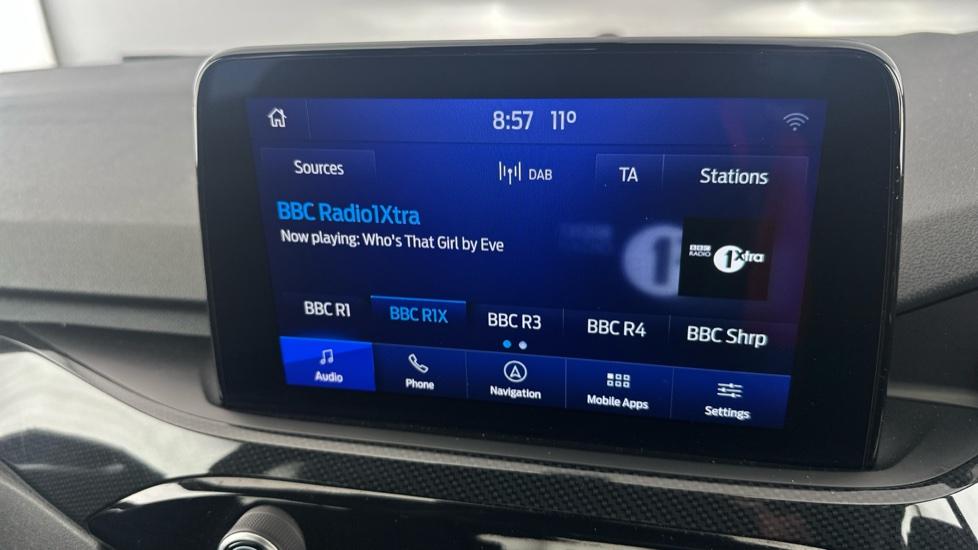 8:57 11º
Sources DAB TA Stations
BBC Radio1Xtra
Now playing: Who's That Girl by Eve
BBC RADIO 1Xtra
BBC R1 BBC R1X BBC R3 BBC R4 BBC Shrp
Audio Phone Navigation Mobile Apps Settings